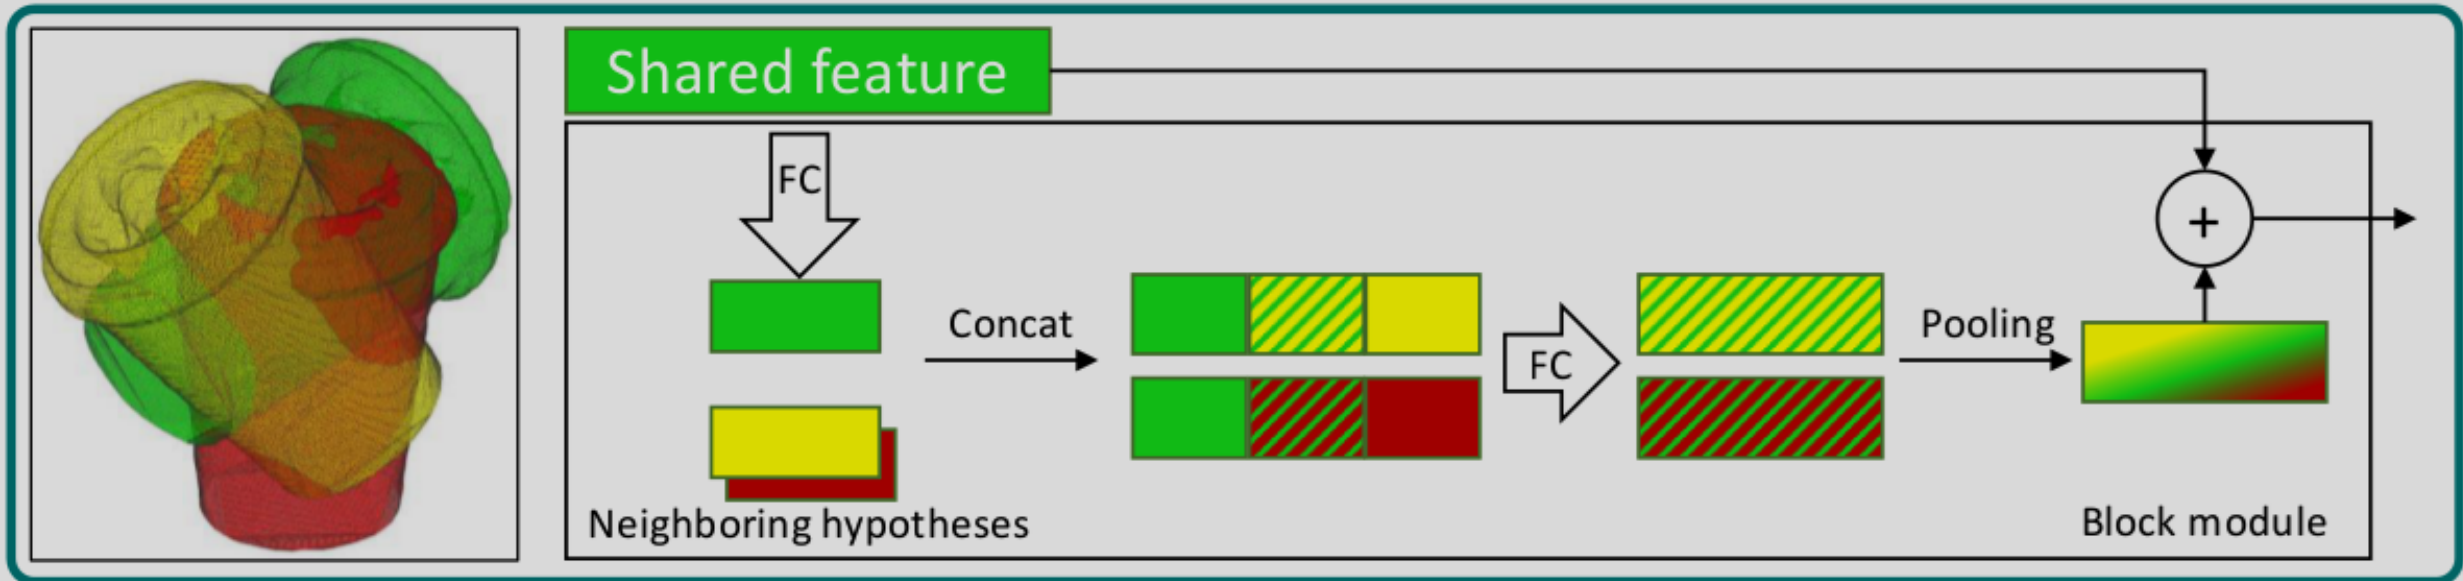 Shared feature
FC
Concat
FC
Pooling
+
Neighboring hypotheses
Block module